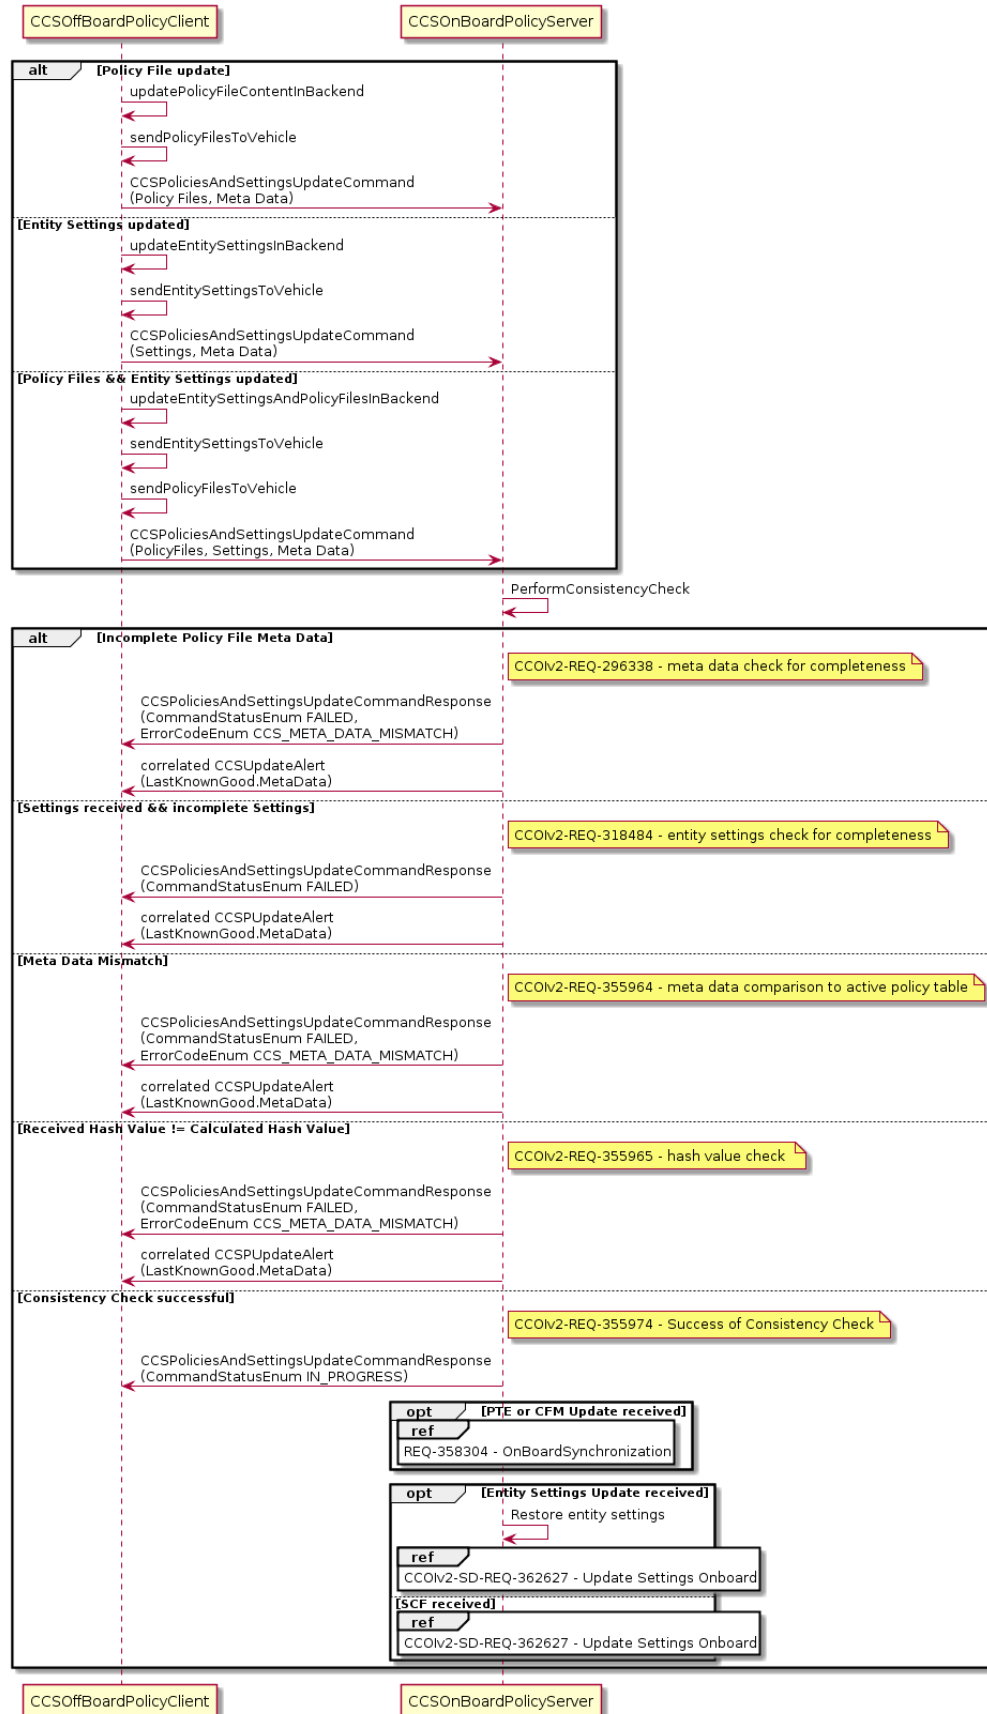 CCSOffBoardPolicyClient
CCSOnBoardPolicyServer
alt
[Policy File update]
updatePolicyFileContentInBackend
sendPolicyFilesToVehicle
CCSPoliciesAndSettingsUpdateCommand
(Policy Files, Meta Data)
[Entity Settings updated]
updateEntitySettingsInBackend
sendEntitySettingsToVehicle
CCSPoliciesAndSettingsUpdateCommand
(Settings, Meta Data)
[Policy Files && Entity Settings updated]
updateEntitySettingsAndPolicyFilesInBackend
sendEntitySettingsToVehicle
sendPolicyFilesToVehicle
CCSPoliciesAndSettingsUpdateCommand
(PolicyFiles, Settings, Meta Data)
PerformConsistencyCheck
alt
[Incomplete Policy File Meta Data]
CCOIv2-REQ-296338 - meta data check for completeness
CCSPoliciesAndSettingsUpdateCommandResponse
(CommandStatusEnum FAILED,
ErrorCodeEnum CCS_META_DATA_MISMATCH)
correlated CCSUpdateAlert
(LastKnownGood.MetaData)
[Settings received && incomplete Settings]
CCOIv2-REQ-318484 - entity settings check for completeness
CCSPoliciesAndSettingsUpdateCommandResponse
(CommandStatusEnum FAILED)
correlated CCSPUpdateAlert
(LastKnownGood.MetaData)
[Meta Data Mismatch]
CCOIv2-REQ-355964 - meta data comparison to active policy table
CCSPoliciesAndSettingsUpdateCommandResponse
(CommandStatusEnum FAILED,
ErrorCodeEnum CCS_META_DATA_MISMATCH)
correlated CCSPUpdateAlert
(LastKnownGood.MetaData)
[Received Hash Value != Calculated Hash Value]
CCOIv2-REQ-355965 - hash value check
CCSPoliciesAndSettingsUpdateCommandResponse
(CommandStatusEnum FAILED,
ErrorCodeEnum CCS_META_DATA_MISMATCH)
correlated CCSPUpdateAlert
(LastKnownGood.MetaData)
[Consistency Check successful]
CCOIv2-REQ-355974 - Success of Consistency Check
CCSPoliciesAndSettingsUpdateCommandResponse
(CommandStatusEnum IN_PROGRESS)
opt
[PTE or CFM Update received]
ref
REQ-358304 - OnBoardSynchronization
opt
[Entity Settings Update received]
Restore entity settings
ref
CCOIv2-SD-REQ-362627 - Update Settings Onboard
[SCF received]
ref
CCOIv2-SD-REQ-362627 - Update Settings Onboard
CCSOffBoardPolicyClient
CCSOnBoardPolicyServer